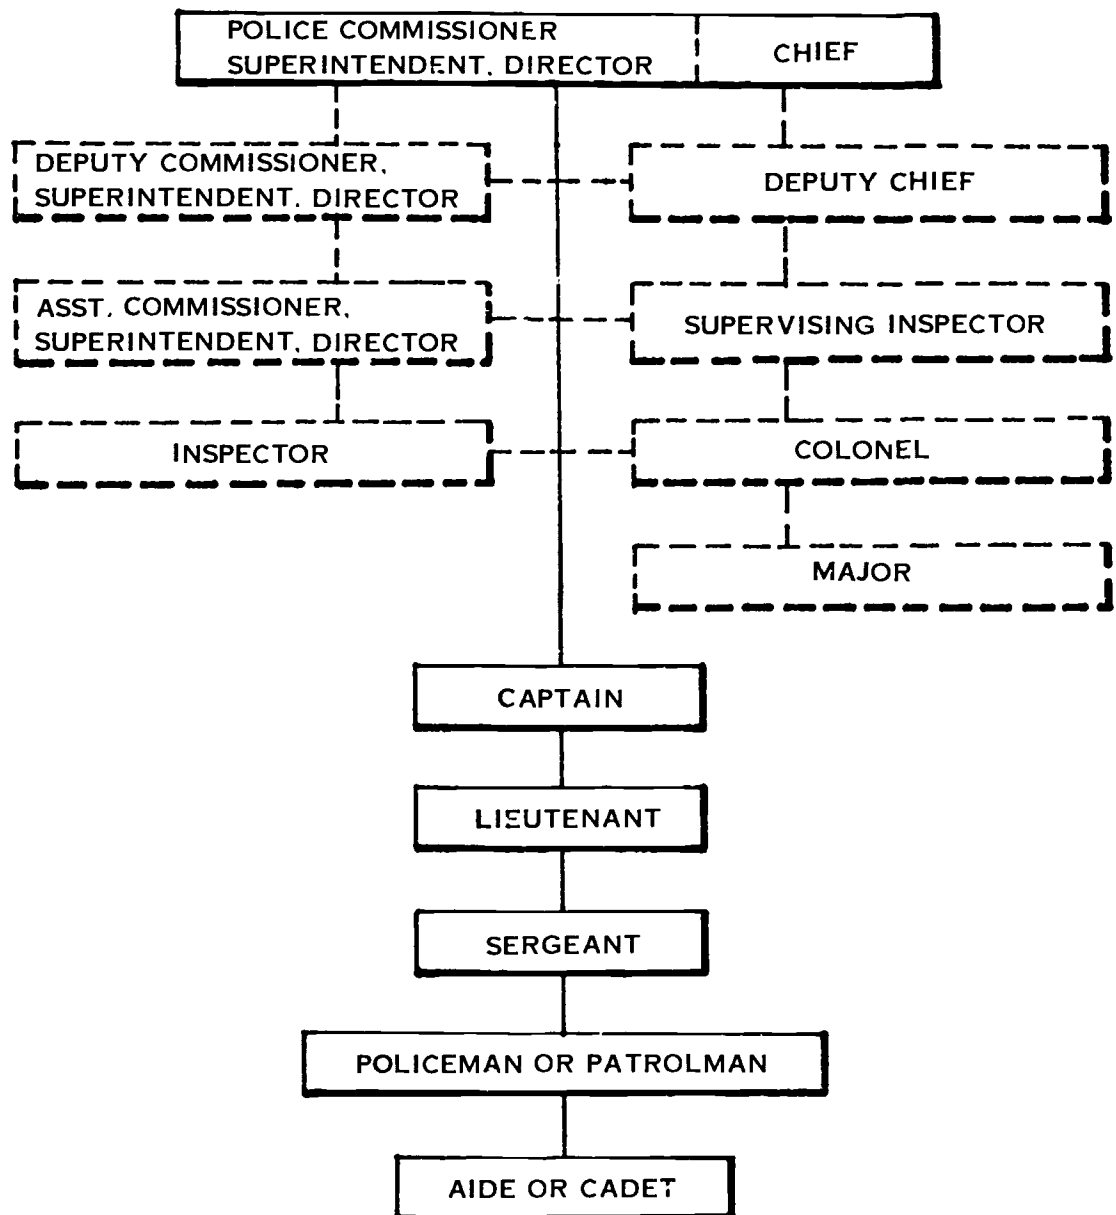 POLICE COMMISSIONER
SUPERINTENDENT. DIRECTOR
CHIEF
DEPUTY COMMISSIONER,
SUPERINTENDENT. DIRECTOR
DEPUTY CHIEF
ASST. COMMISSIONER,
SUPERINTENDENT, DIRECTOR
SUPERVISING INSPECTOR
INSPECTOR
COLONEL
MAJOR
CAPTAIN
LIEUTENANT
SERGEANT
POLICEMAN OR PATROLMAN
AIDE OR CADET